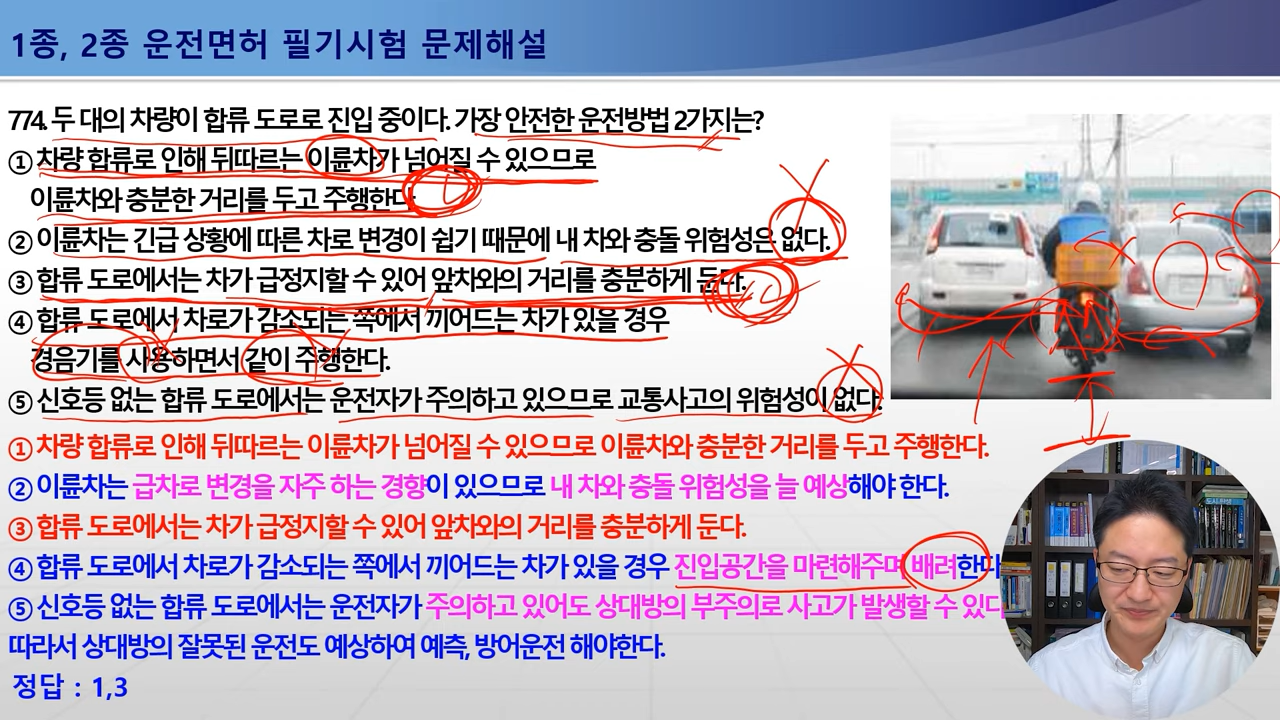 1종, 2종 운전면허 필기시험 문제해설
774. 두 대의 차량이 합류 도로로 진입 중이다. 가장 안전한 운전방법 2가지는?
① 차량 합류로 인해 뒤따르는 이륜차가 넘어질 수 있으므로
이륜차와 충분한 거리를 두고 주행한다.
② 이륜차는 긴급 상황에 따른 차로 변경이 쉽기 때문에 내 차와 충돌 위험성은 없다.
③ 합류 도로에서는 차가 급정지할 수 있어 앞차와의 거리를 충분하게 둔다.
④ 합류 도로에서 차로가 감소되는 쪽에서 끼어드는 차가 있을 경우
경음기를 사용하면서 같이 주행한다.
⑤ 신호등 없는 합류 도로에서는 운전자가 주의하고 있으므로 교통사고의 위험성이 없다.
① 차량 합류로 인해 뒤따르는 이륜차가 넘어질 수 있으므로 이륜차와 충분한 거리를 두고 주행한다.
② 이륜차는 급차로 변경을 자주 하는 경향이 있으므로 내 차와 충돌 위험성을 늘 예상해야 한다.
③ 합류 도로에서는 차가 급정지할 수 있어 앞차와의 거리를 충분하게 둔다.
④ 합류 도로에서 차로가 감소되는 쪽에서 끼어드는 차가 있을 경우 진입공간을 마련해주며 배려한다
⑤ 신호등 없는 합류 도로에서는 운전자가 주의하고 있어도 상대방의 부주의로 사고가 발생할 수 있다
따라서 상대방의 잘못된 운전도 예상하여 예측, 방어운전 해야한다.
정답 : 1,3